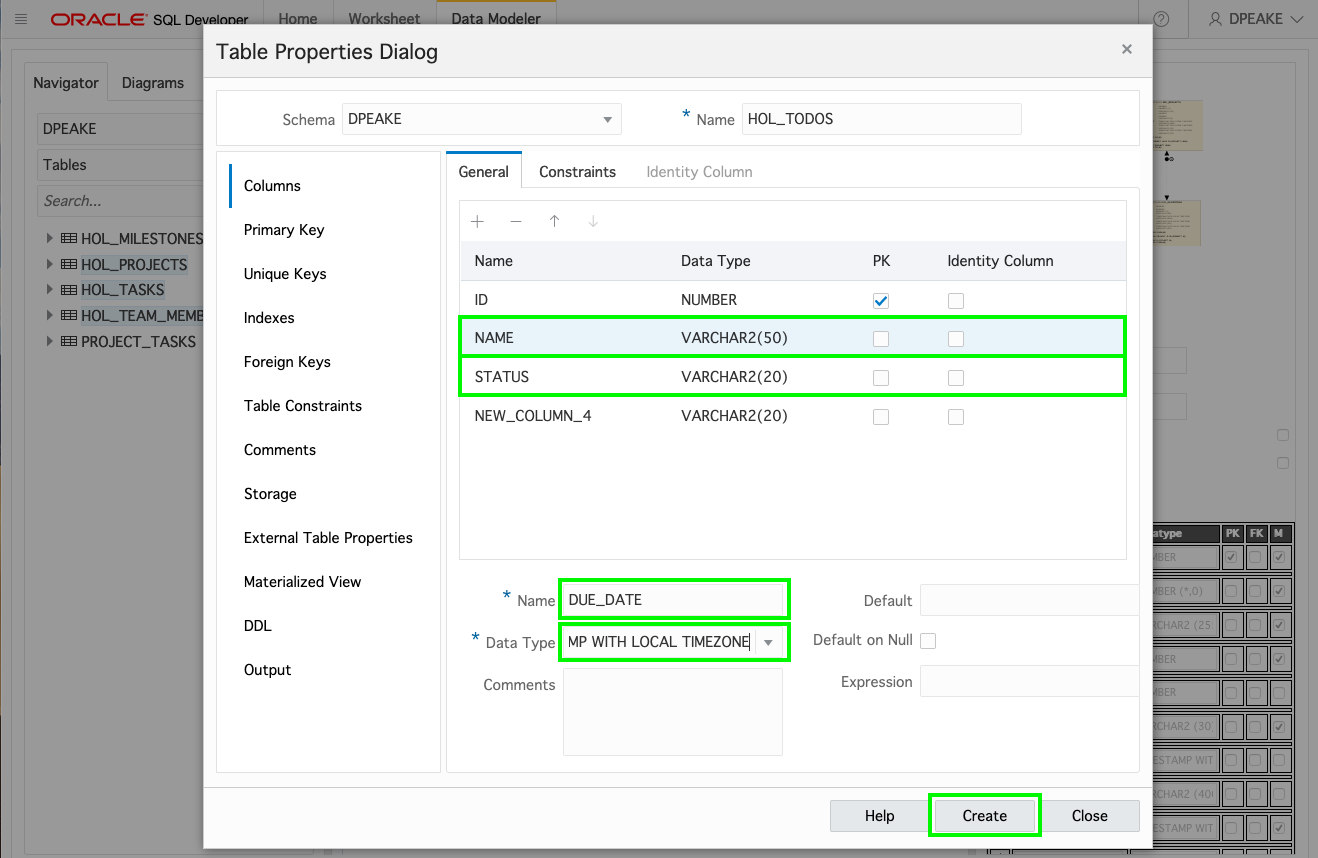 ORACLE SQL Developer Home Worksheet Data Modeler ? DPEAKE
Table Properties Dialog ×
Navigator Diagrams
DPEAKE
Tables
Search...
HOL_MILESTONES
HOL_PROJECTS
HOL_TASKS
HOL_TEAM_MEMB
PROJECT_TASKS
Schema DPEAKE * Name HOL_TODOS
Columns
Primary Key
Unique Keys
Indexes
Foreign Keys
Table Constraints
Comments
Storage
External Table Properties
Materialized View
DDL
Output
General Constraints Identity Column
Name Data Type PK Identity Column
ID NUMBER
NAME VARCHAR2(50)
STATUS VARCHAR2(20)
NEW_COLUMN_4 VARCHAR2(20)
* Name DUE_DATE Default
* Data Type MP WITH LOCAL TIMEZONE Default on Null
Comments Expression
Help Create Close
atype PK FK M
MBER
MBER (*,0)
RCHAR2 (25
MBER
MBER
RCHAR2 (30
ESTAMP WIT
RCHAR2 (400
ESTAMP WIT